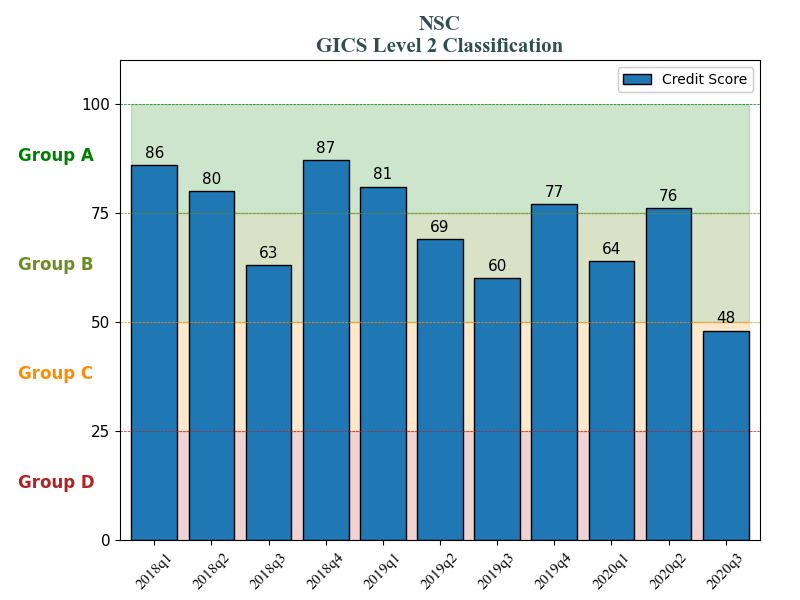 NSC
GICS Level 2 Classification
Credit Score
100
75
50
25
0
Group A
Group B
Group C
Group D
86
80
63
87
81
69
60
77
64
76
48
2018q1
2018q2
2018q3
2018q4
2019q1
2019q2
2019q3
2019q4
2020q1
2020q2
2020q3